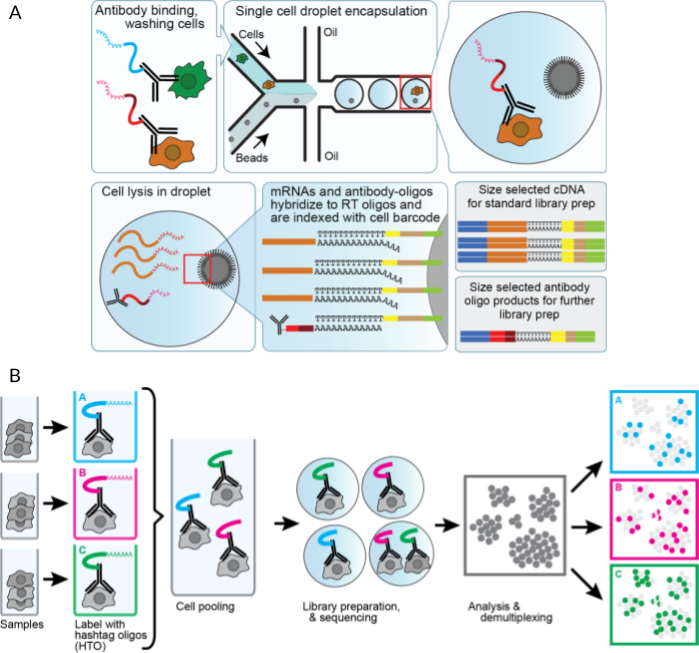 A
Antibody binding,
washing cells
Single cell droplet encapsulation
Cells
Oil
Beads
Oil
Cell lysis in droplet
mRNAs and antibody-oligos
hybridize to RT oligos and
are indexed with cell barcode
Size selected cDNA
for standard library prep
Size selected antibody
oligo products for further
library prep
B
A
AAAAAAA
B
AAAAAAA
C
AAAAAAA
Samples
Label with
hashtag oligos
(HTO)
Cell pooling
Library preparation,
& sequencing
Analysis &
demultiplexing
A
B
C